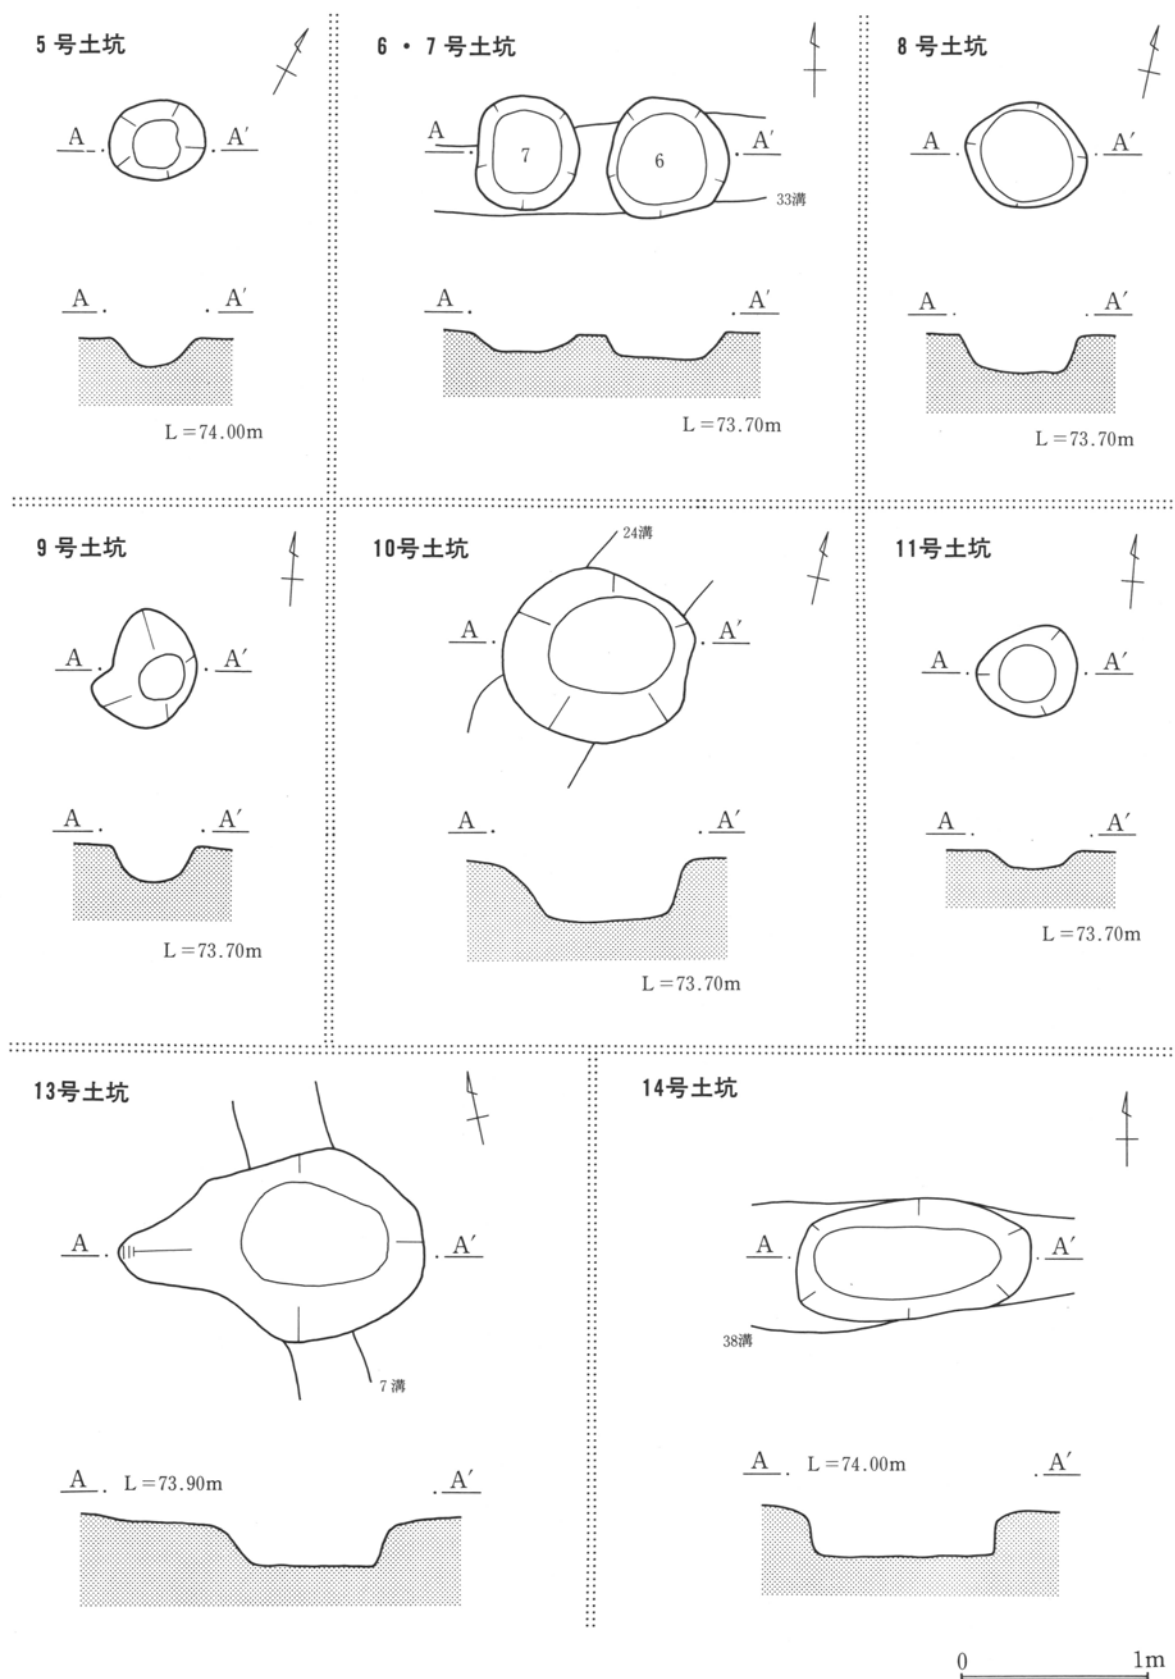 5号土坑
A A′
A A′
L=74.00m
6・7号土坑
A 7 6 A′
33溝
A A′
L=73.70m
8号土坑
A A′
A A′
L=73.70m
9号土坑
A A′
A A′
L=73.70m
10号土坑
24溝
A A′
A A′
L=73.70m
11号土坑
A A′
A A′
L=73.70m
13号土坑
A A′
7溝
A L=73.90m A′
14号土坑
A A′
38溝
A L=74.00m A′
0 1m